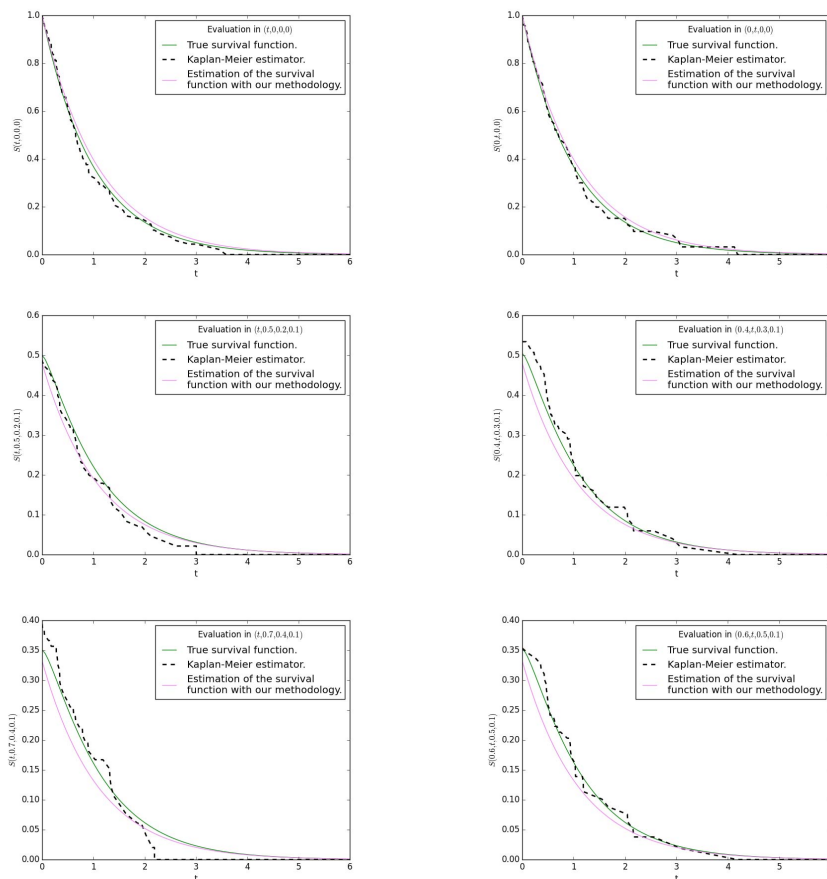 Evaluation in (t,0,0,0)
True survival function.
Kaplan-Meier estimator.
Estimation of the survival
function with our methodology.
S(t,0,0,0)
1.0
0.8
0.6
0.4
0.2
0.0
0 1 2 3 4 5 6
t
Evaluation in (0,t,0,0)
True survival function.
Kaplan-Meier estimator.
Estimation of the survival
function with our methodology.
S(0,t,0,0)
1.0
0.8
0.6
0.4
0.2
0.0
0 1 2 3 4 5
t
Evaluation in (t,0.5,0.2,0.1)
True survival function.
Kaplan-Meier estimator.
Estimation of the survival
function with our methodology.
S(t,0.5,0.2,0.1)
0.6
0.5
0.4
0.3
0.2
0.1
0.0
0 1 2 3 4 5 6
t
Evaluation in (0.4,t,0.3,0.1)
True survival function.
Kaplan-Meier estimator.
Estimation of the survival
function with our methodology.
S(0.4,t,0.3,0.1)
0.6
0.5
0.4
0.3
0.2
0.1
0.0
0 1 2 3 4 5
t
Evaluation in (t,0.7,0.4,0.1)
True survival function.
Kaplan-Meier estimator.
Estimation of the survival
function with our methodology.
S(t,0.7,0.4,0.1)
0.40
0.35
0.30
0.25
0.20
0.15
0.10
0.05
0.00
0 1 2 3 4 5 6
t
Evaluation in (0.6,t,0.5,0.1)
True survival function.
Kaplan-Meier estimator.
Estimation of the survival
function with our methodology.
S(0.6,t,0.5,0.1)
0.40
0.35
0.30
0.25
0.20
0.15
0.10
0.05
0.00
0 1 2 3 4 5
t